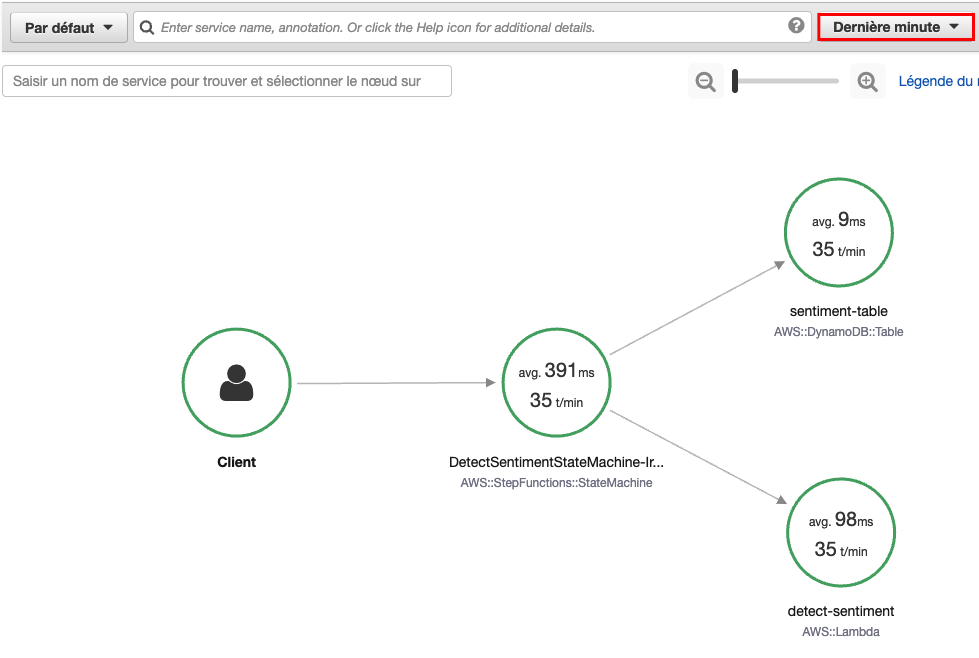 Par défaut
Enter service name, annotation. Or click the Help icon for additional details.
?
Dernière minute
Saisir un nom de service pour trouver et sélectionner le nœud sur
Légende du
avg. 9ms
35 t/min
sentiment-table
AWS::DynamoDB::Table
avg. 391ms
35 t/min
Client
DetectSentimentStateMachine-Ir...
AWS::StepFunctions::StateMachine
avg. 98ms
35 t/min
detect-sentiment
AWS::Lambda